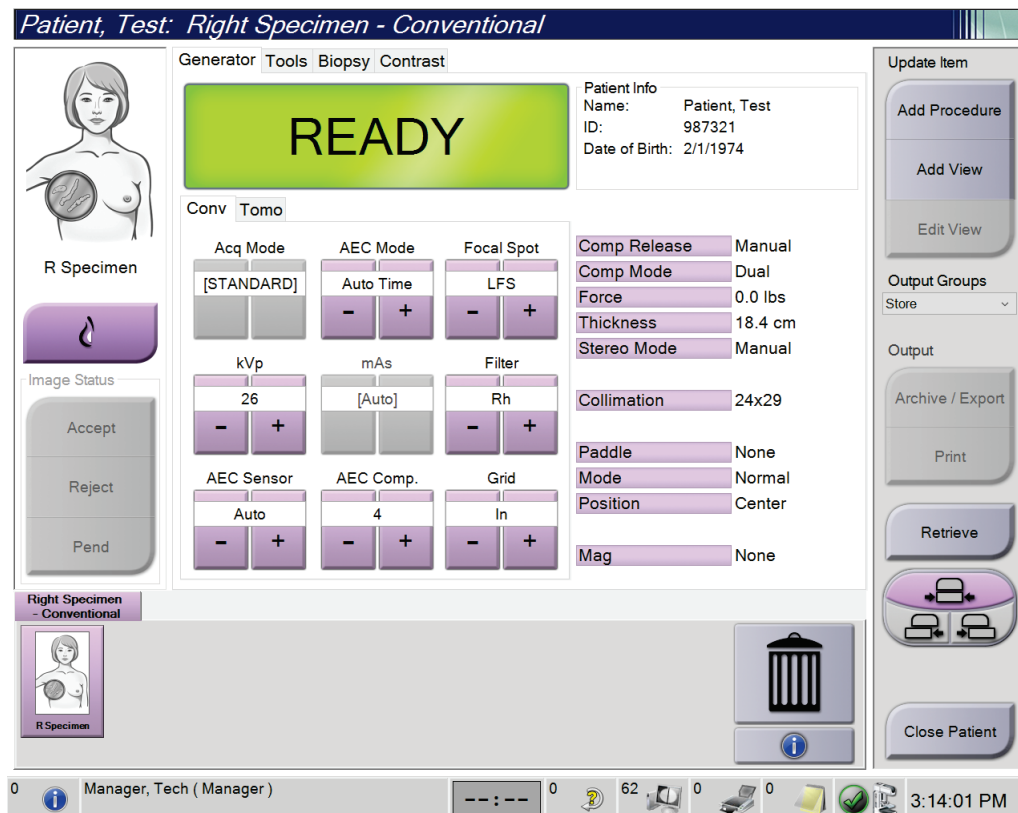 Patient, Test: Right Specimen - Conventional
Generator Tools Biopsy Contrast
READY
Patient Info
Name: Patient, Test
ID: 987321
Date of Birth: 2/1/1974
R Specimen
Image Status
Accept
Reject
Pend
Conv Tomo
Acq Mode AEC Mode Focal Spot
[STANDARD] Auto Time LFS
- + - +
kVp mAs Filter
26 [Auto] Rh
- + - +
AEC Sensor AEC Comp. Grid
Auto 4 In
- + - + - +
Comp Release Manual
Comp Mode Dual
Force 0.0 lbs
Thickness 18.4 cm
Stereo Mode Manual
Collimation 24x29
Paddle None
Mode Normal
Position Center
Mag None
Update Item
Add Procedure
Add View
Edit View
Output Groups
Store
Output
Archive / Export
Print
Retrieve
Close Patient
Right Specimen
- Conventional
R Specimen
0 Manager, Tech ( Manager ) --:-- 0 62 0 0 3:14:01 PM